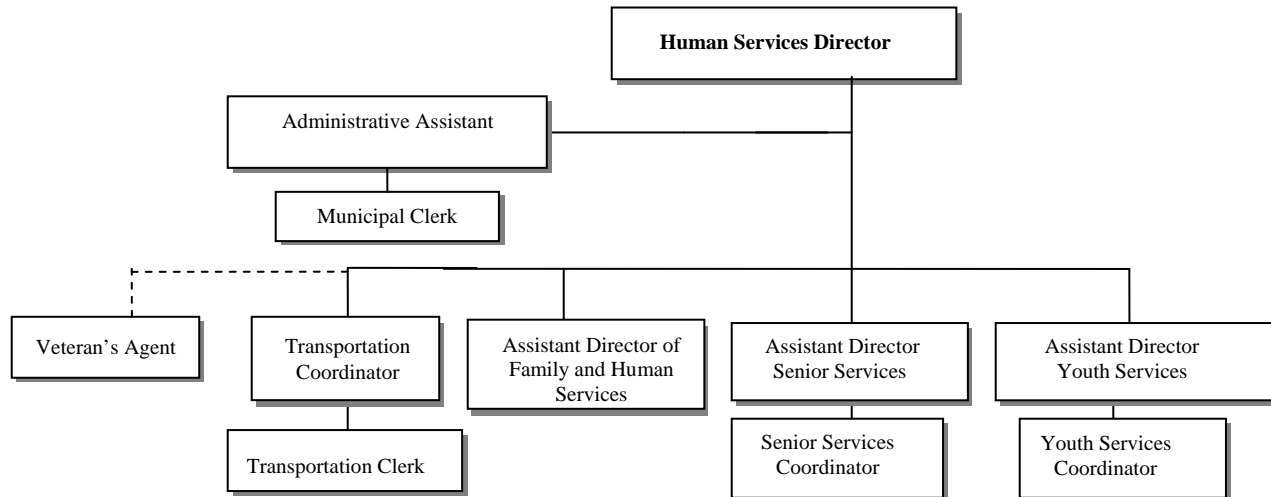 Human Services Director
Administrative Assistant
Municipal Clerk
Veteran’s Agent
Transportation
Coordinator
Assistant Director of
Family and Human
Services
Assistant Director
Senior Services
Assistant Director
Youth Services
Transportation Clerk
Senior Services
Coordinator
Youth Services
Coordinator